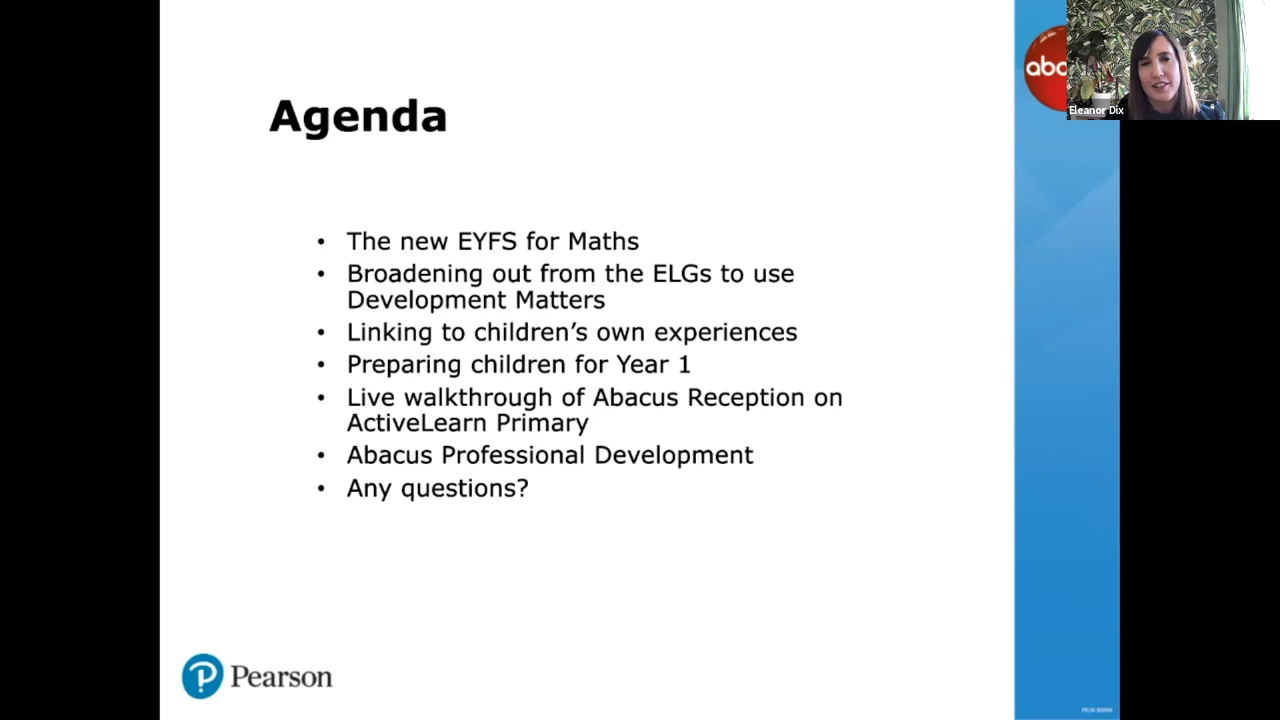 abc
Eleanor Dix
Agenda
• The new EYFS for Maths
• Broadening out from the ELGs to use
Development Matters
• Linking to children’s own experiences
• Preparing children for Year 1
• Live walkthrough of Abacus Reception on
ActiveLearn Primary
• Abacus Professional Development
• Any questions?
Pearson